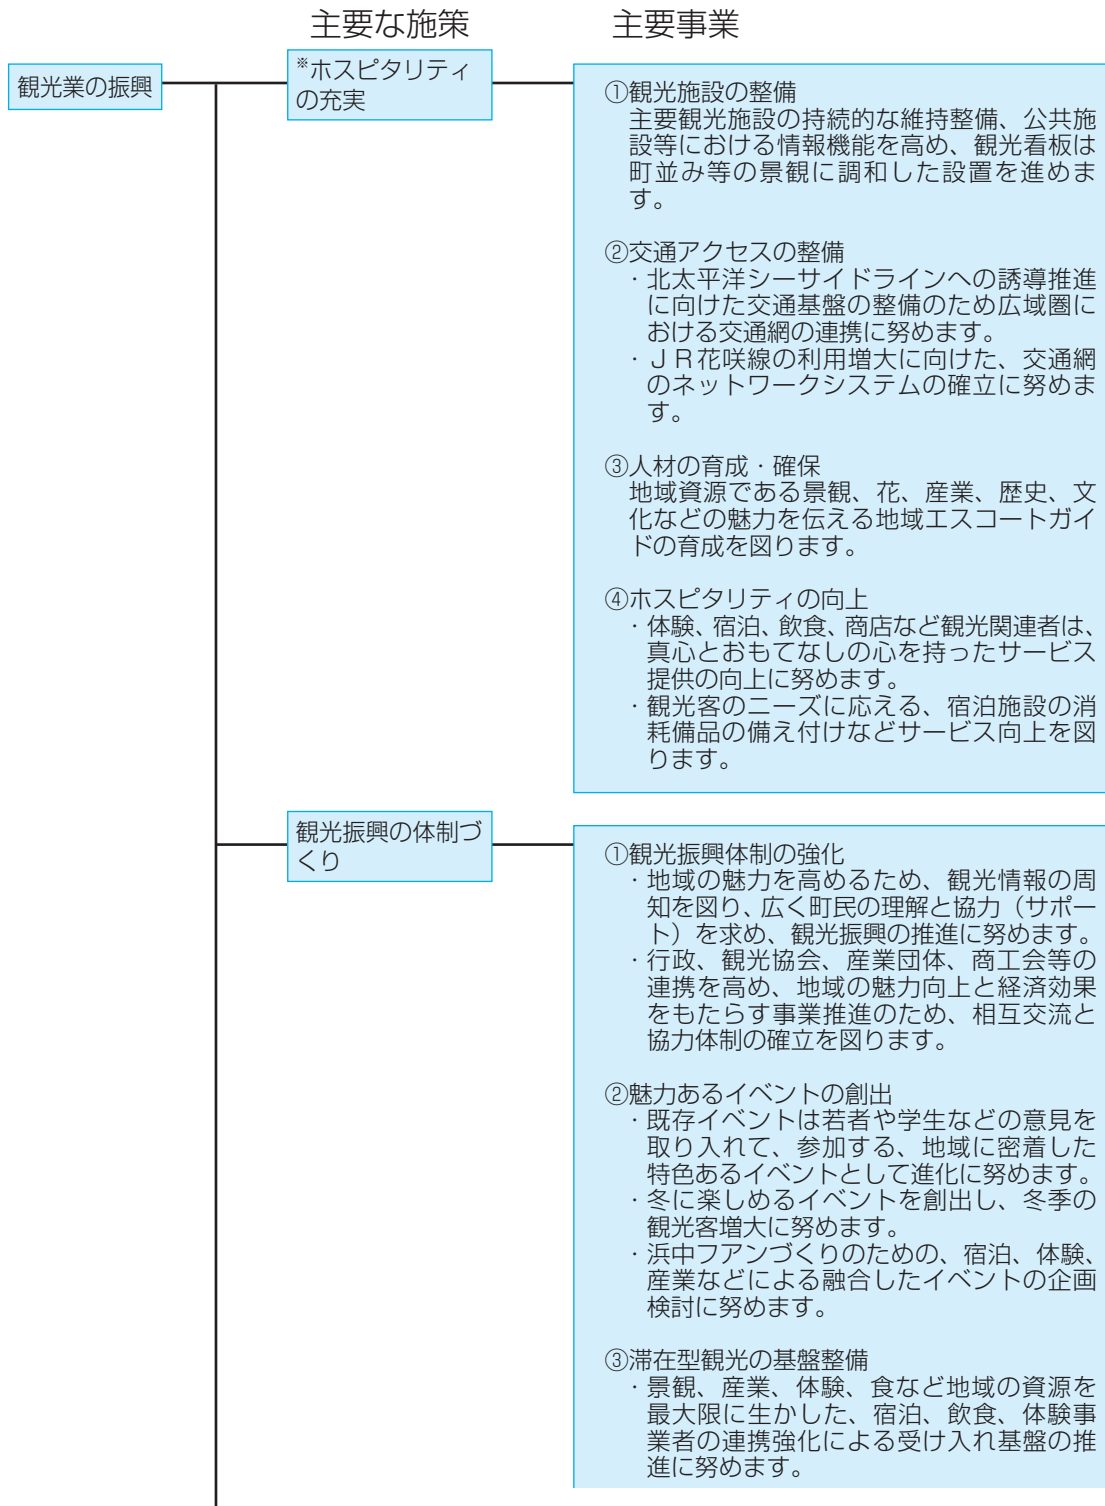 主要な施策
主要事業
観光業の振興
※ホスピタリティ
の充実
①観光施設の整備
主要観光施設の持続的な維持整備、公共施
設等における情報機能を高め、観光看板は
町並み等の景観に調和した設置を進めま
す。
②交通アクセスの整備
・北太平洋シーサイドラインへの誘導推進
に向けた交通基盤の整備のため広域圏に
おける交通網の連携に努めます。
・ＪＲ花咲線の利用増大に向けた、交通網
のネットワークシステムの確立に努めま
す。
③人材の育成・確保
地域資源である景観、花、産業、歴史、文
化などの魅力を伝える地域エスコートガイ
ドの育成を図ります。
④ホスピタリティの向上
・体験、宿泊、飲食、商店など観光関連者は、
真心とおもてなしの心を持ったサービス
提供の向上に努めます。
・観光客のニーズに応える、宿泊施設の消
耗備品の備え付けなどサービス向上を図
ります。
観光振興の体制づ
くり
①観光振興体制の強化
・地域の魅力を高めるため、観光情報の周
知を図り、広く町民の理解と協力（サポー
ト）を求め、観光振興の推進に努めます。
・行政、観光協会、産業団体、商工会等の
連携を高め、地域の魅力向上と経済効果
をもたらす事業推進のため、相互交流と
協力体制の確立を図ります。
②魅力あるイベントの創出
・既存イベントは若者や学生などの意見を
取り入れて、参加する、地域に密着した
特色あるイベントとして進化に努めます。
・冬に楽しめるイベントを創出し、冬季の
観光客増大に努めます。
・浜中フアンづくりのための、宿泊、体験、
産業などによる融合したイベントの企画
検討に努めます。
③滞在型観光の基盤整備
・景観、産業、体験、食など地域の資源を
最大限に生かした、宿泊、飲食、体験事
業者の連携強化による受け入れ基盤の推
進に努めます。